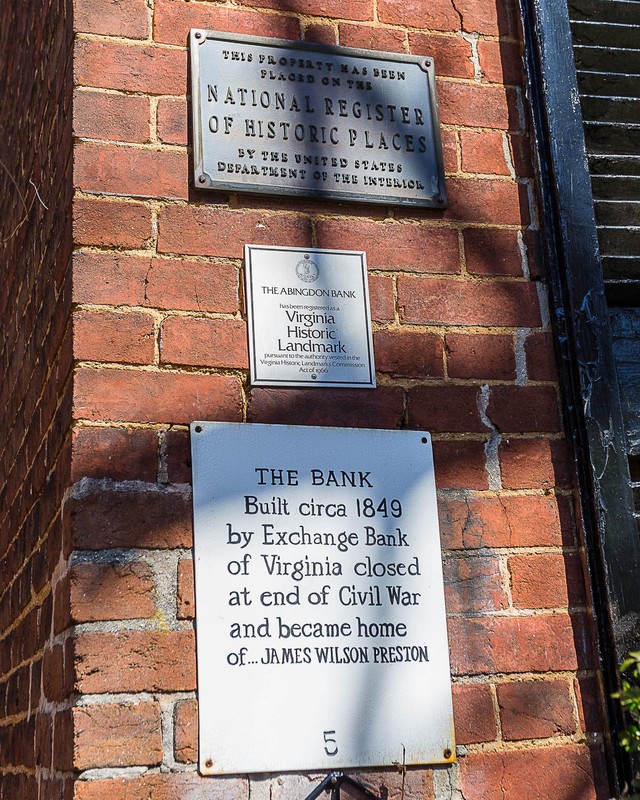 THIS PROPERTY HAS BEEN
PLACED ON THE
NATIONAL REGISTER
OF HISTORIC PLACES
BY THE UNITED STATES
DEPARTMENT OF THE INTERIOR
THE ABINGDON BANK
has been registered as a
Virginia
Historic
Landmark
pursuant to the authority vested in the
Virginia Historic Landmarks Commission
Act of 1966
THE BANK
Built circa 1849
by Exchange Bank
of Virginia closed
at end of Civil War
and became home
of... JAMES WILSON PRESTON
5